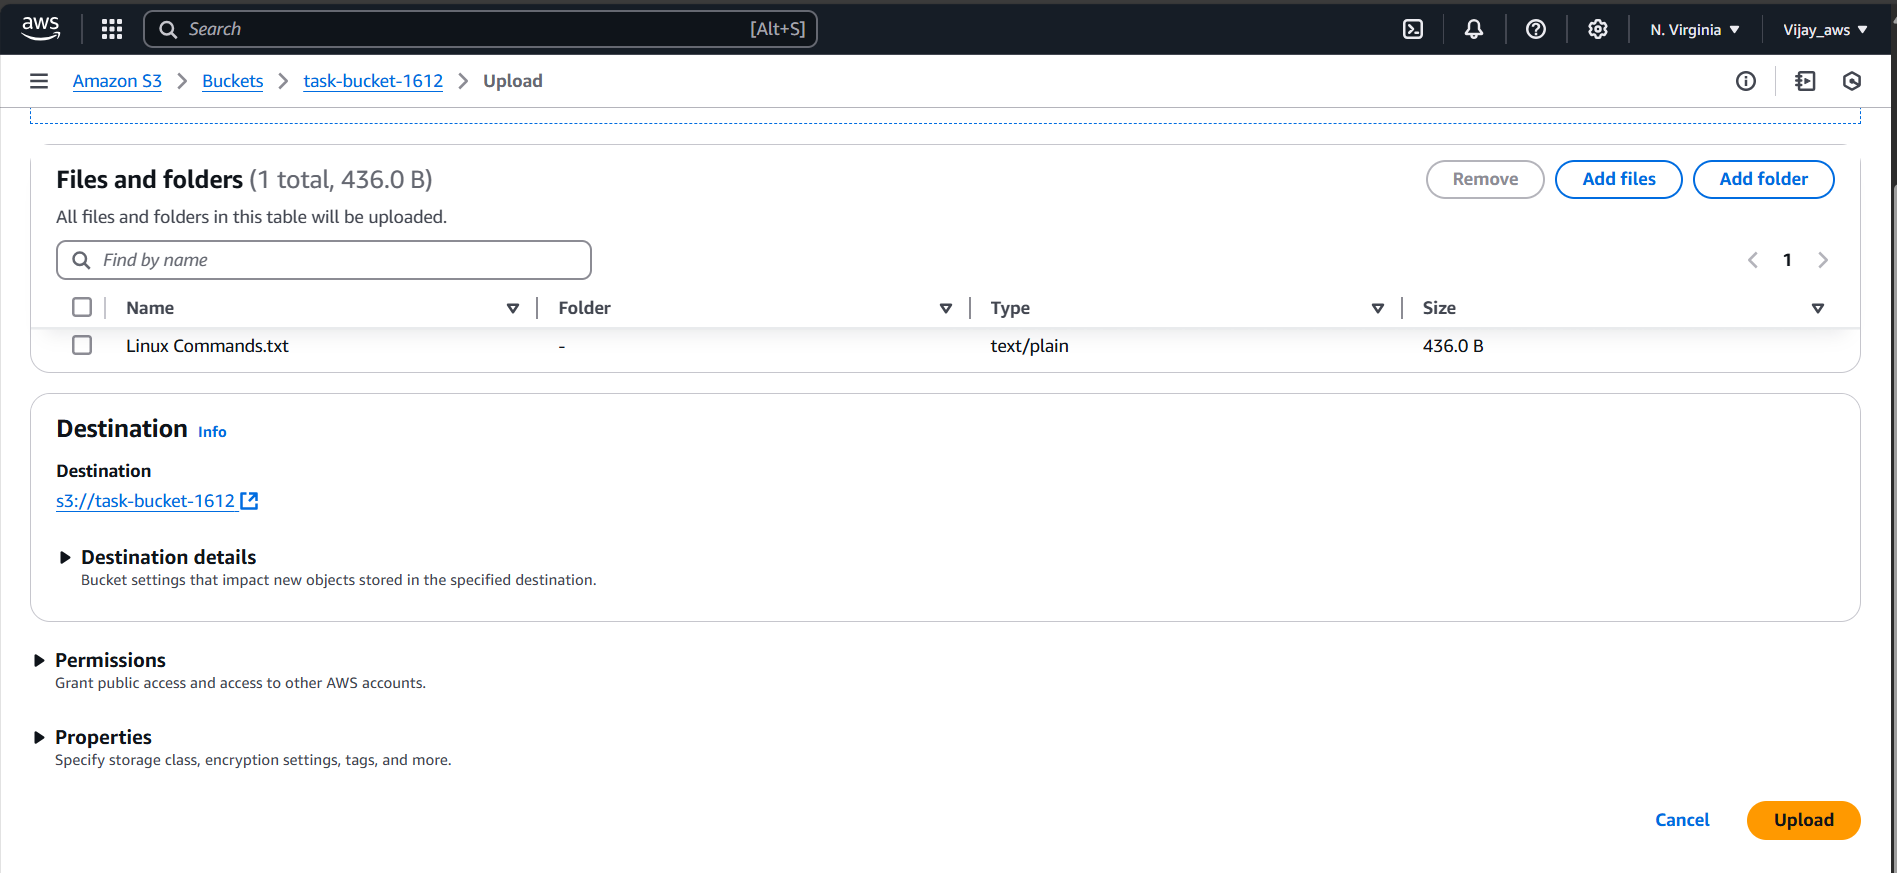 aws Search [Alt+S] N. Virginia Vijay_aws
Amazon S3 Buckets task-bucket-1612 Upload
Files and folders (1 total, 436.0 B) Remove Add files Add folder
All files and folders in this table will be uploaded.
Find by name 1
Name Folder Type Size
Linux Commands.txt - text/plain 436.0 B
Destination Info
Destination
s3://task-bucket-1612
Destination details
Bucket settings that impact new objects stored in the specified destination.
Permissions
Grant public access and access to other AWS accounts.
Properties
Specify storage class, encryption settings, tags, and more.
Cancel Upload